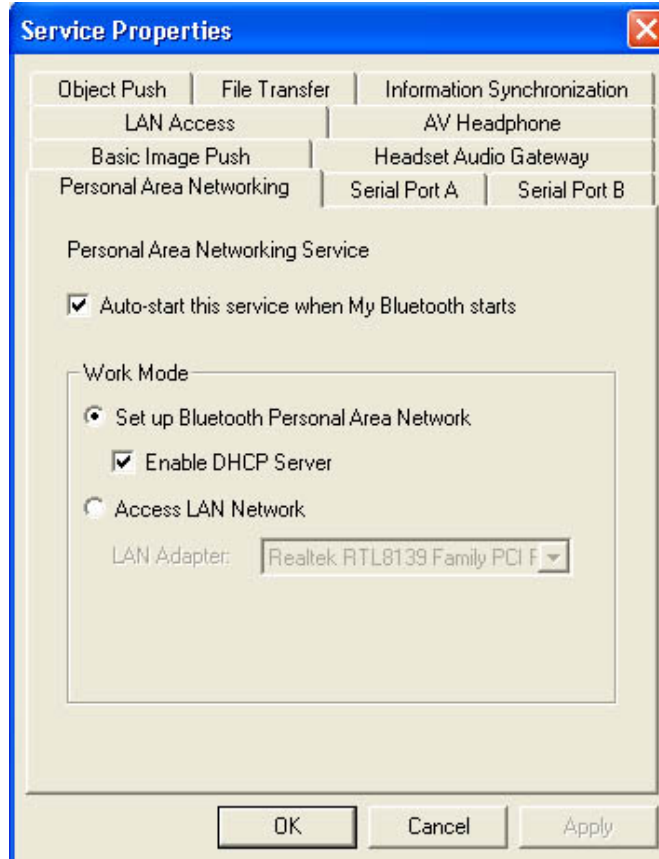 Service Properties
Object Push File Transfer Information Synchronization
LAN Access AV Headphone
Basic Image Push Headset Audio Gateway
Personal Area Networking Serial Port A Serial Port B
Personal Area Networking Service
Auto-start this service when My Bluetooth starts
Work Mode
Set up Bluetooth Personal Area Network
Enable DHCP Server
Access LAN Network
LAN Adapter: Realtek RTL8139 Family PCI F
OK Cancel Apply